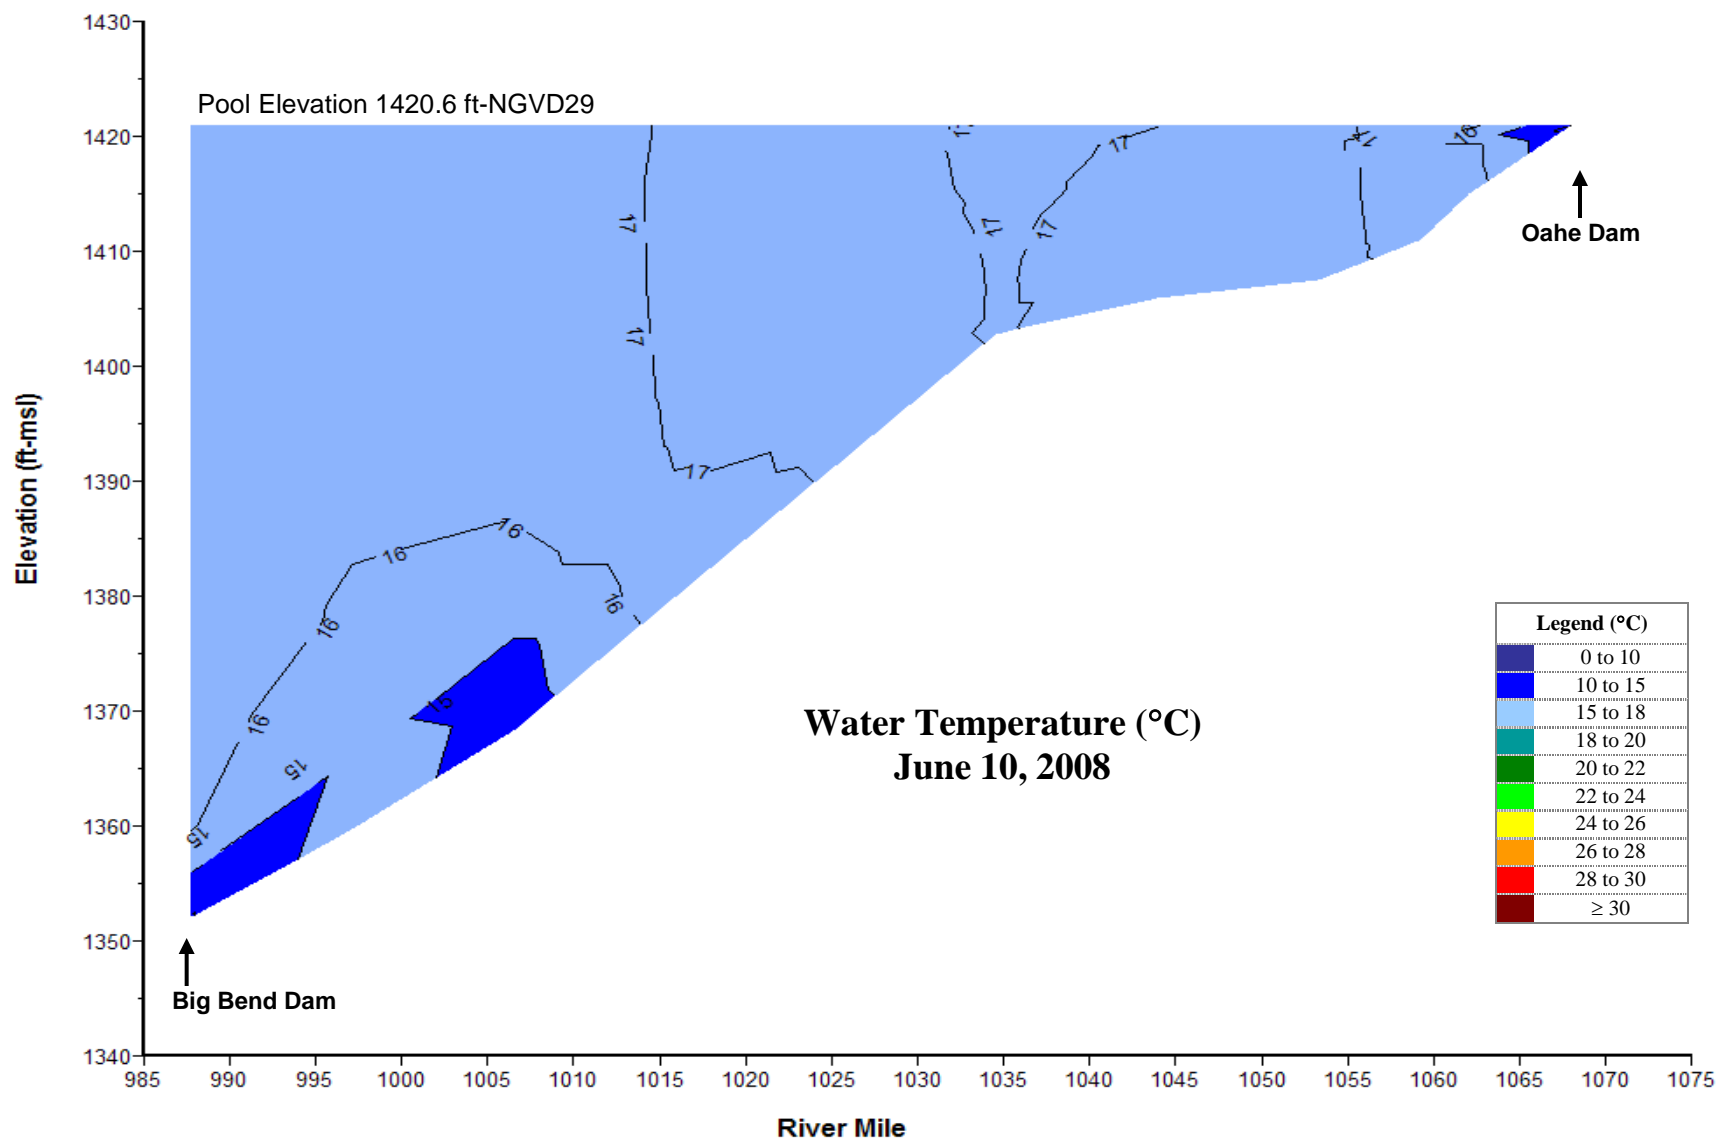 1430
Pool Elevation 1420.6 ft-NGVD29
1420
1410
1400
1390
1380
1370
1360
1350
1340
Elevation (ft-msl)
17
17
17
17
17
17
17
17
16
16
16
16
16
16
15
15
15
Oahe Dam
Big Bend Dam
Water Temperature (°C)
June 10, 2008
Legend (°C)
0 to 10
10 to 15
15 to 18
18 to 20
20 to 22
22 to 24
24 to 26
26 to 28
28 to 30
≥ 30
985 990 995 1000 1005 1010 1015 1020 1025 1030 1035 1040 1045 1050 1055 1060 1065 1070 1075
River Mile